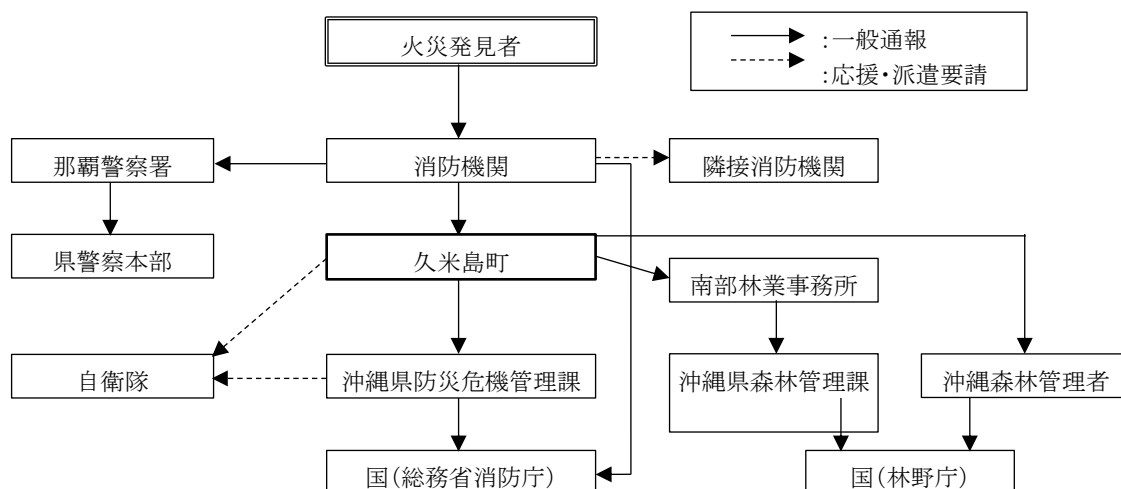 火災発見者
:一般通報
:応援・派遣要請
那覇警察署
消防機関
隣接消防機関
県警察本部
久米島町
南部林業事務所
自衛隊
沖縄県防災危機管理課
沖縄県森林管理課
沖縄森林管理者
国(総務省消防庁)
国(林野庁)